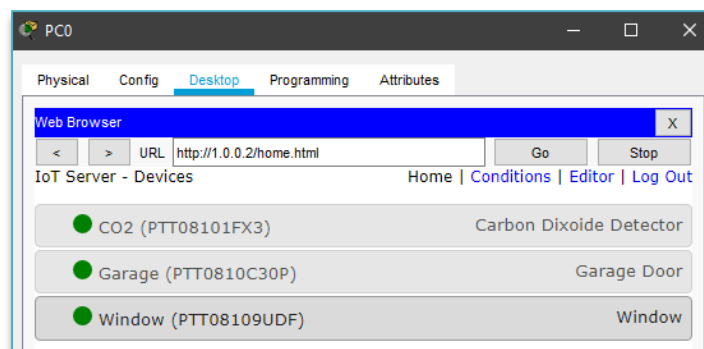 PC0
Physical Config Desktop Programming Attributes
Web Browser X
< > URL http://1.0.0.2/home.html Go Stop
IoT Server - Devices Home | Conditions | Editor | Log Out
CO2 (PTT08101FX3) Carbon Dixoide Detector
Garage (PTT0810C30P) Garage Door
Window (PTT08109UDF) Window